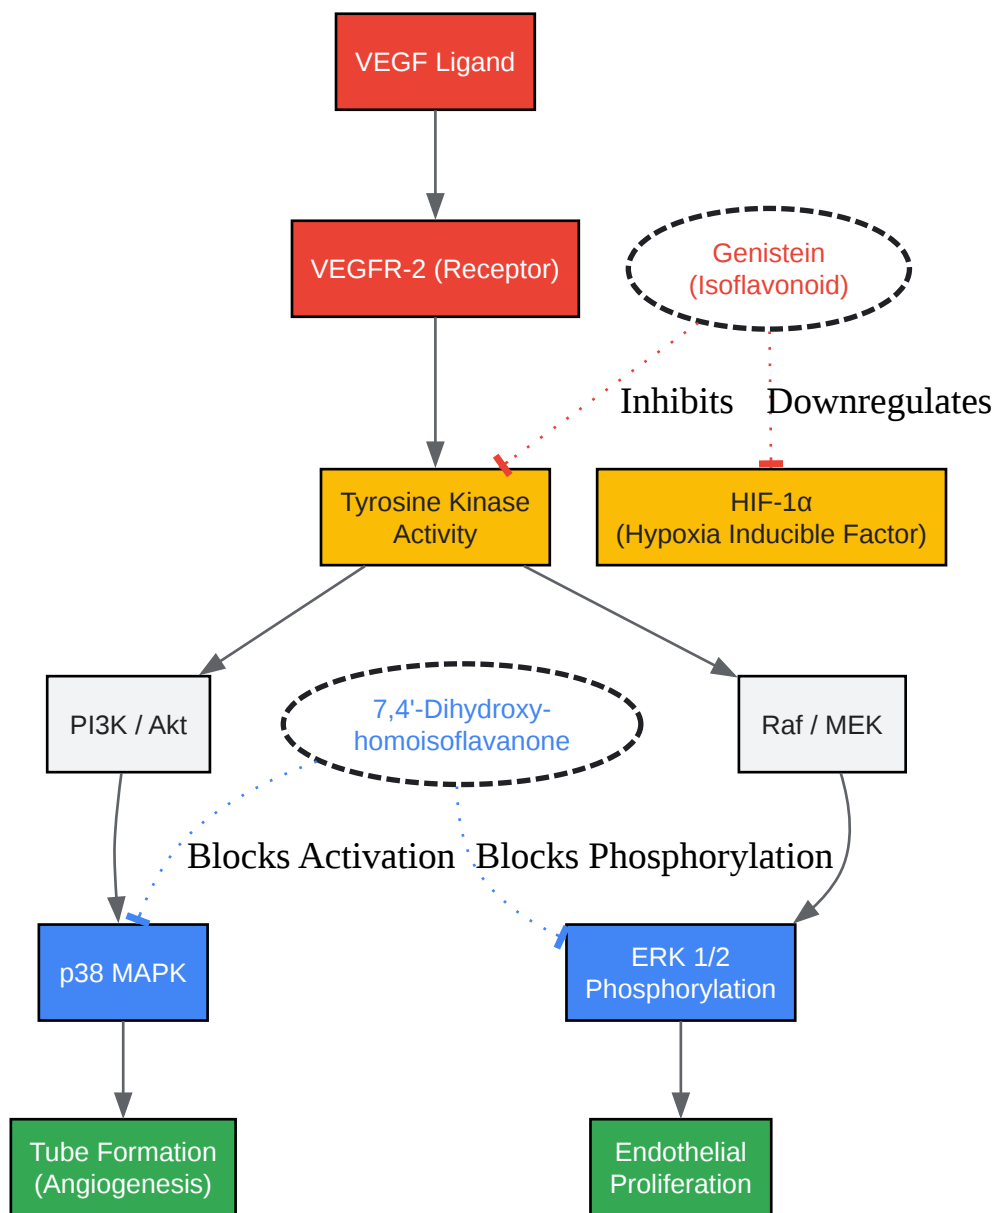 VEGF Ligand
VEGFR-2 (Receptor)
Genistein
(Isoflavonoid)
Inhibits
Downregulates
Tyrosine Kinase
Activity
HIF-1α
(Hypoxia Inducible Factor)
PI3K / Akt
7,4'-Dihydroxy-
homoisoflavanone
Raf / MEK
Blocks Activation
Blocks Phosphorylation
p38 MAPK
ERK 1/2
Phosphorylation
Tube Formation
(Angiogenesis)
Endothelial
Proliferation